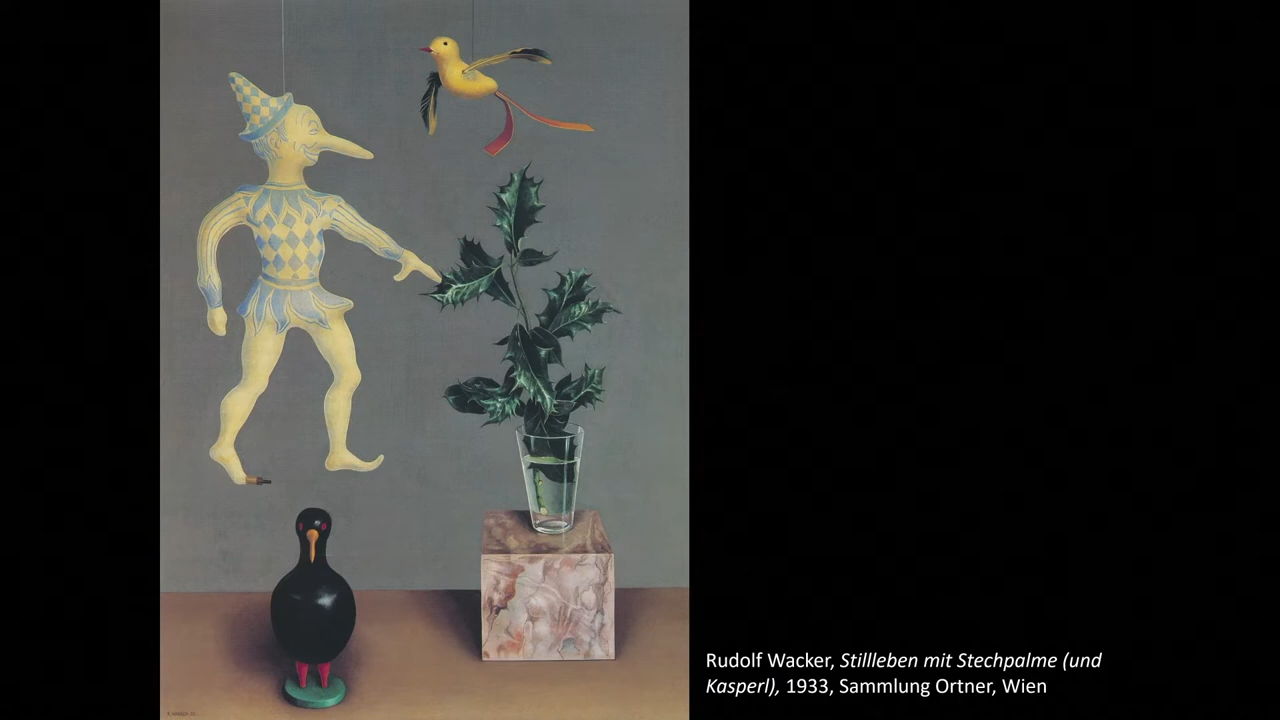 Rudolf Wacker, Stillleben mit Stechpalme (und
Kasperl), 1933, Sammlung Ortner, Wien